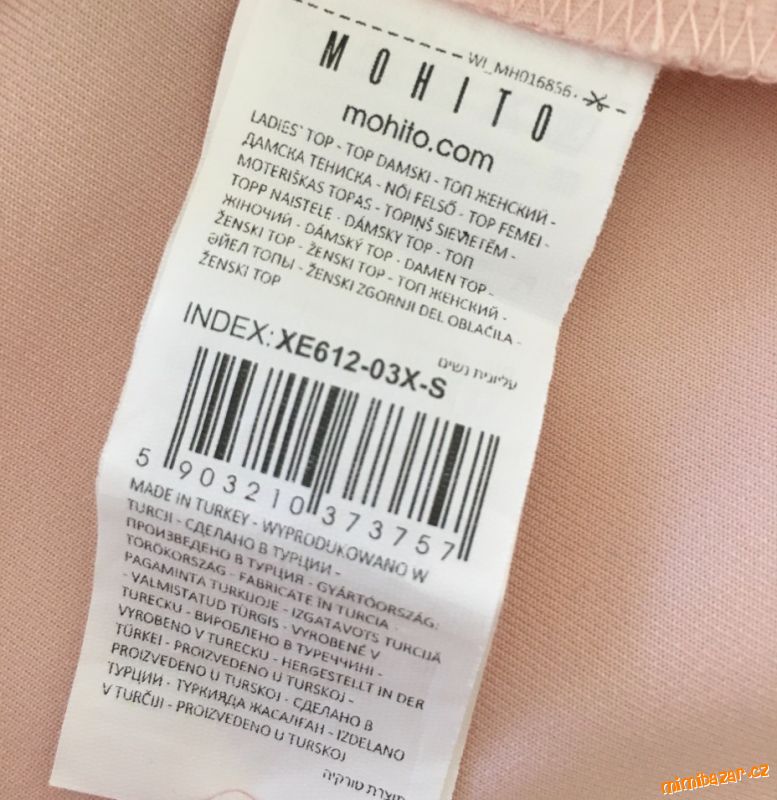 WI_MH016856
MOHITO
mohito.com
LADIES' TOP - TOP DAMSKI - ТОП ЖЕНСКИЙ -
ДАМСКА ТЕНИСКА - NŐI FELSŐ - TOP FEMEI -
MOTERIŠKAS TOPAS - TOPIŅŠ SIEVIETĒM -
TOPP NAISTELE - DÁMSKY TOP - ТОП
ЖІНОЧИЙ - DÁMSKÝ TOP - DAMEN TOP -
ŽENSKI TOP - ŽENSKI TOP - ТОП ЖЕНСКИЙ -
ӘЙЕЛ ТОПЫ - ŽENSKI ZGORNJI DEL OBLAČILA -
ŽENSKI TOP
עליונית נשים
INDEX: XE612-03X-S
5 903210 373757
MADE IN TURKEY - WYPRODUKOWANO W
TURCJI - СДЕЛАНО В ТУРЦИИ -
ПРОИЗВЕДЕНО В ТУРЦИЯ - GYÁRTÓORSZÁG:
TÖRÖKORSZÁG - FABRICATE ÎN TURCIA -
PAGAMINTA TURKIJOJE - IZGATAVOTS TURCIJĀ
- VALMISTATUD TÜRGIS - VYROBENÉ V
TURECKU - ВИРОБЛЕНО В ТУРЕЧЧИНІ -
VYROBENO V TURECKU - HERGESTELLT IN DER
TÜRKEI - PROIZVEDENO U TURSKOJ -
PROIZVEDENO U TURSKOJ - СДЕЛАНО В
ТУРЦИИ - ТУРКИЯДА ЖАСАЛҒАН - IZDELANO
V TURČIJI - PROIZVEDENO U TURSKOJ
תוצרת טורקיה
mimibazar.cz